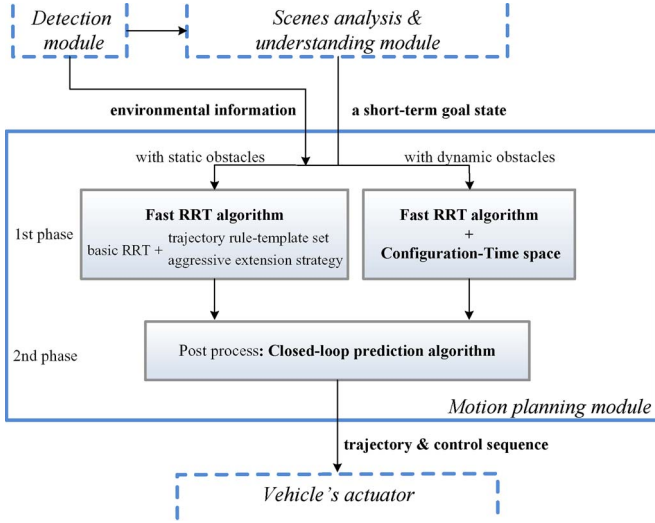 Detection module
Scenes analysis & understanding module
environmental information
a short-term goal state
with static obstacles
with dynamic obstacles
1st phase
Fast RRT algorithm
basic RRT +
trajectory rule-template set
aggressive extension strategy
Fast RRT algorithm
+
Configuration-Time space
2nd phase
Post process: Closed-loop prediction algorithm
Motion planning module
trajectory & control sequence
Vehicle's actuator